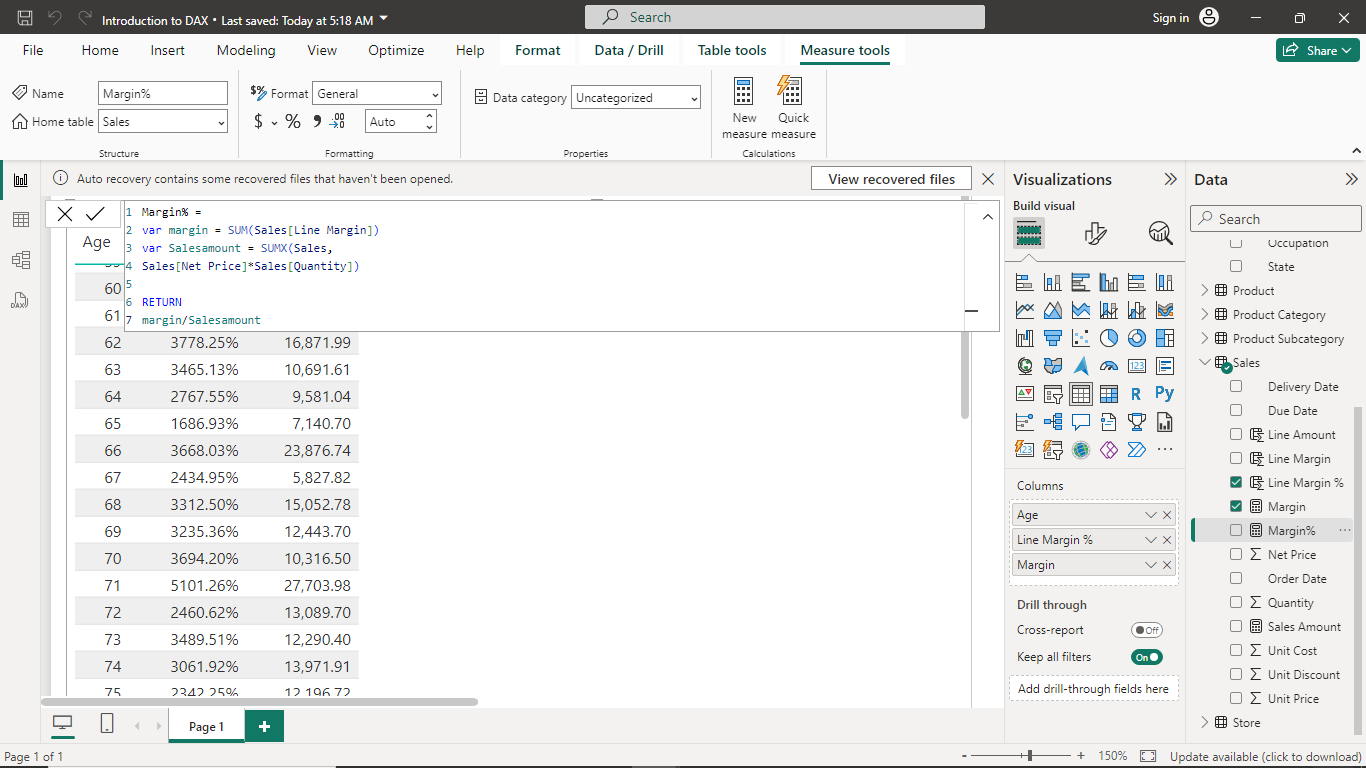 Introduction to DAX • Last saved: Today at 5:18 AM
Search
Sign in
File
Home
Insert
Modeling
View
Optimize
Help
Format
Data / Drill
Table tools
Measure tools
Share
Name
Margin%
Home table
Sales
Structure
$% Format
General
$ % 9 .00
Auto
Formatting
Data category
Uncategorized
Properties
New measure
Quick measure
Calculations
Auto recovery contains some recovered files that haven't been opened.
View recovered files
1 Margin% =
2 var margin = SUM(Sales[Line Margin])
3 var Salesamount = SUMX(Sales,
4 Sales[Net Price]*Sales[Quantity])
5
6 RETURN
7 margin/Salesamount
Age
60
61
62 3778.25% 16,871.99
63 3465.13% 10,691.61
64 2767.55% 9,581.04
65 1686.93% 7,140.70
66 3668.03% 23,876.74
67 2434.95% 5,827.82
68 3312.50% 15,052.78
69 3235.36% 12,443.70
70 3694.20% 10,316.50
71 5101.26% 27,703.98
72 2460.62% 13,089.70
73 3489.51% 12,290.40
74 3061.92% 13,971.91
75 2342.25% 12,196.72
Page 1
+
Page 1 of 1
Visualizations
Build visual
123
R
Py
123
Columns
Age
Line Margin %
Margin
Drill through
Cross-report
Off
Keep all filters
On
Add drill-through fields here
Data
Search
Occupation
State
Product
Product Category
Product Subcategory
Sales
Delivery Date
Due Date
Line Amount
Line Margin
Line Margin %
Margin
Margin%
Net Price
Order Date
Quantity
Sales Amount
Unit Cost
Unit Discount
Unit Price
Store
- + 150%
Update available (click to download)
DAX